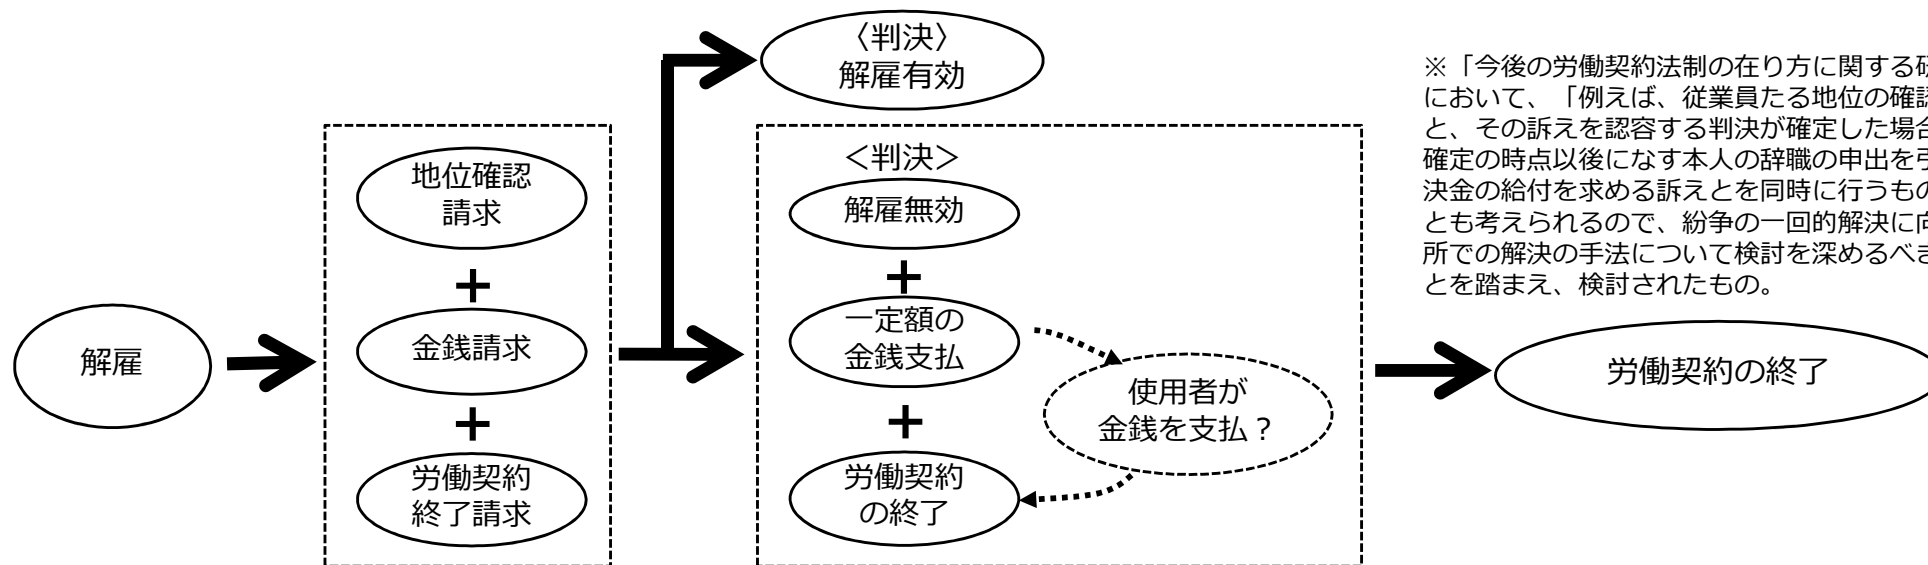 解雇
地位確認
請求
+
金銭請求
+
労働契約
終了請求
〈判決〉
解雇有効
＜判決＞
解雇無効
+
一定額の
金銭支払
+
労働契約
の終了
使用者が
金銭を支払？
※「今後の労働契約法制の在り方に関する研
において、「例えば、従業員たる地位の確認
と、その訴えを認容する判決が確定した場合
確定の時点以後になす本人の辞職の申出を引
決金の給付を求める訴えとを同時に行うもの
とも考えられるので、紛争の一回的解決に向
所での解決の手法について検討を深めるべき
とを踏まえ、検討されたもの。
労働契約の終了